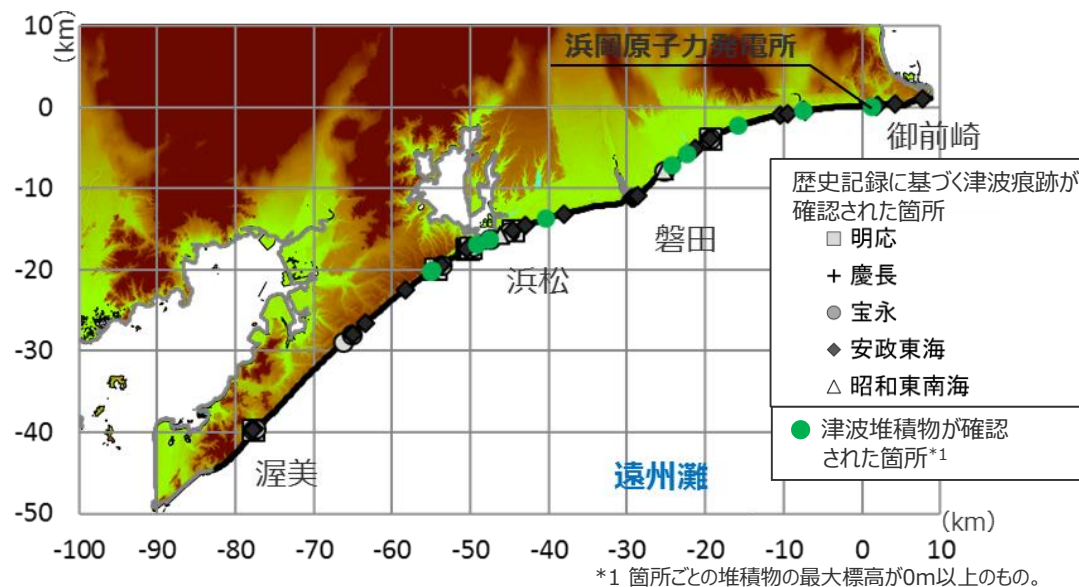 10
(km)
0
-10
-20
-30
-40
-50
浜岡原子力発電所
御前崎
磐田
浜松
渥美
遠州灘
歴史記録に基づく津波痕跡が
確認された箇所
明応
慶長
宝永
安政東海
昭和東南海
津波堆積物が確認
された箇所*1
(km)
-100 -90 -80 -70 -60 -50 -40 -30 -20 -10 0 10
*1 箇所ごとの堆積物の最大標高が0m以上のもの。